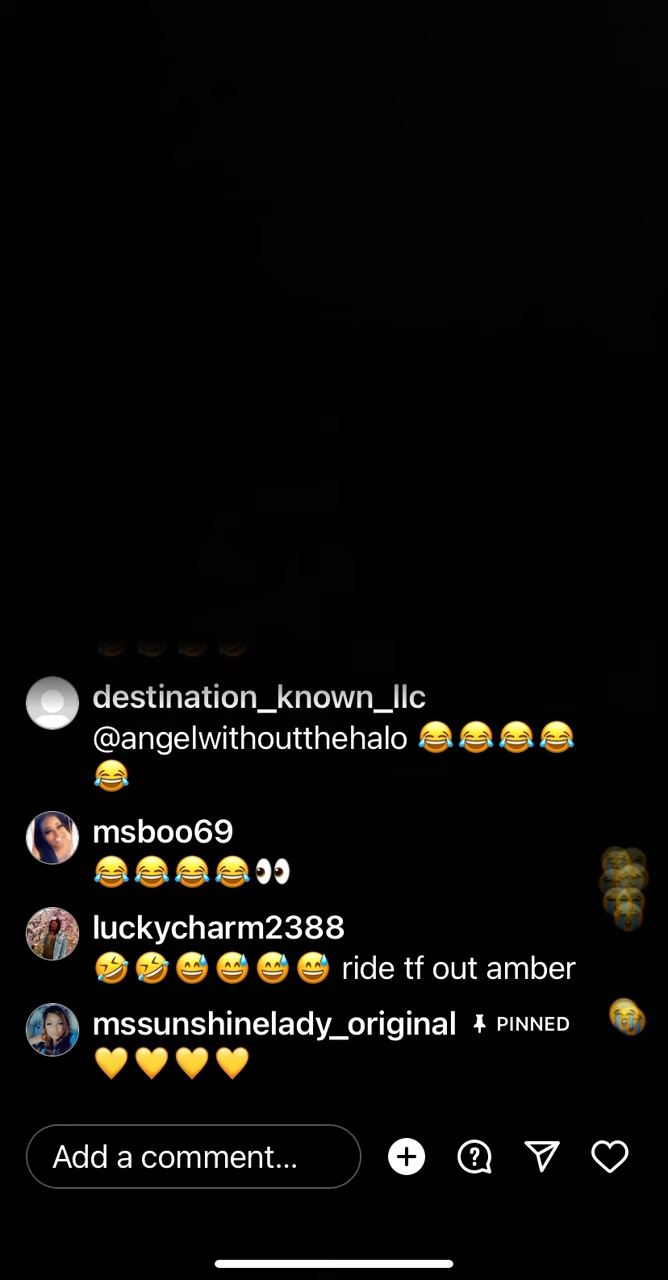 destination_known_llc
@angelwithoutthehalo 😂😂😂😂
😂
msboo69
😂😂😂😂👀
luckycharm2388
🤣🤣😅😅😅😅 ride tf out amber
mssunshinelady_original PINNED
💛💛💛💛
Add a comment...